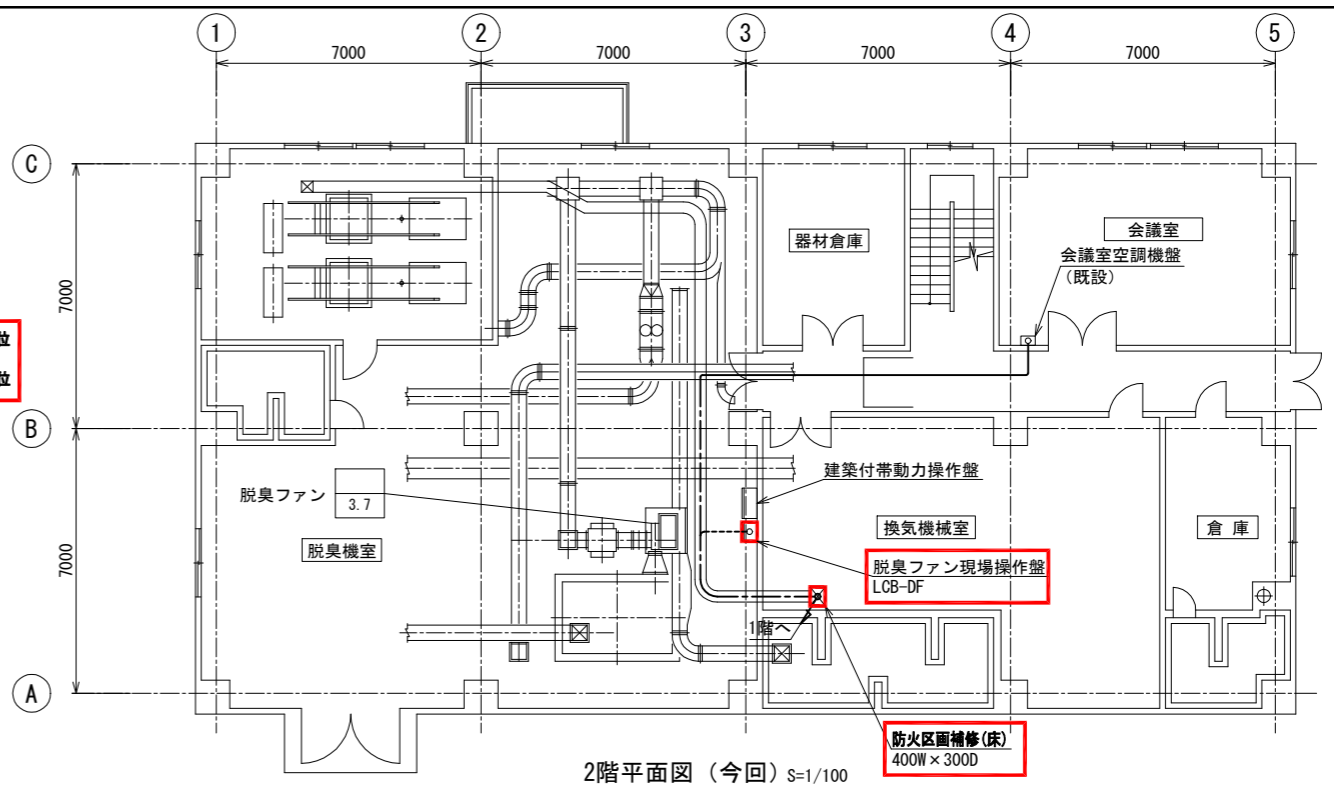 1
2
3
4
5
7000
7000
7000
7000
C
B
A
7000
7000
位
位
器材倉庫
会議室
会議室空調機盤
(既設)
脱臭ファン
3.7
脱臭機室
建築付帯動力操作盤
換気機械室
倉 庫
脱臭ファン現場操作盤
LCB-DF
1階へ
防火区画補修(床)
400W×300D
2階平面図 (今回) S=1/100